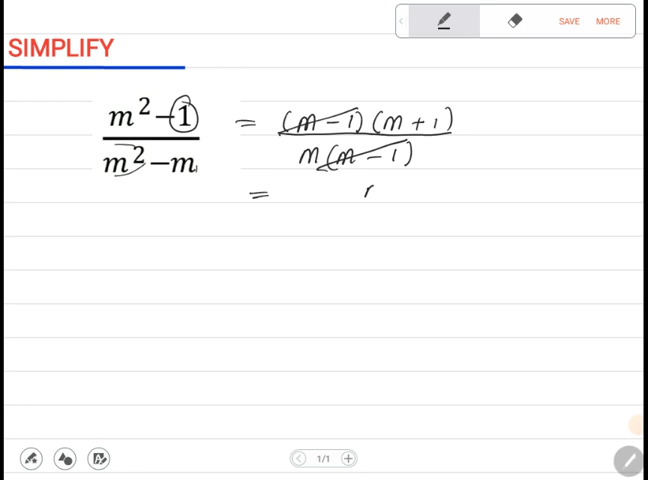 SAVE MORE
SIMPLIFY
m² − 1 = (m − 1)(m + 1)
m² − m m(m − 1)
=
1/1